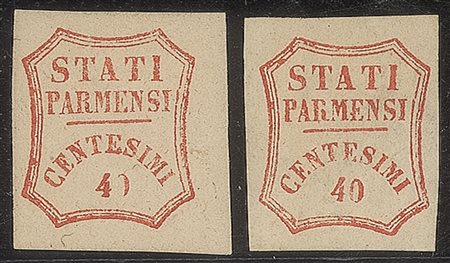 STATI
PARMENSI
CENTESIMI
40
STATI
PARMENSI
CENTESIMI
40